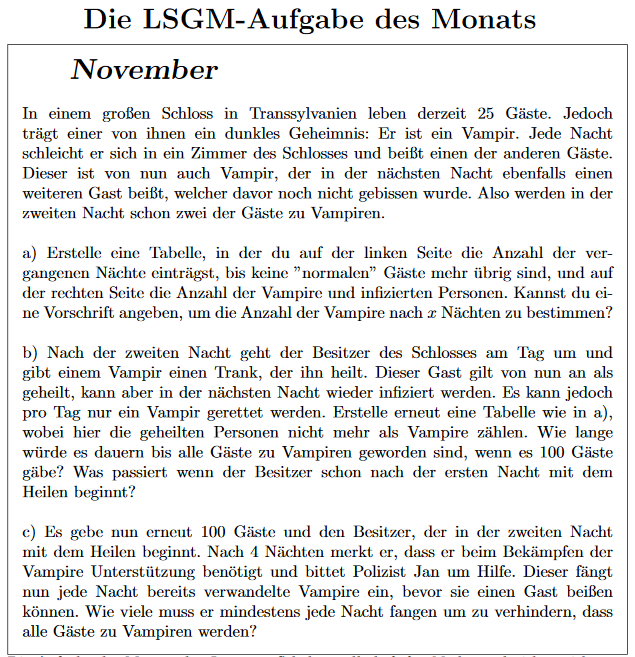 Die LSGM-Aufgabe des Monats
November
In einem großen Schloss in Transsylvanien leben derzeit 25 Gäste. Jedoch
trägt einer von ihnen ein dunkles Geheimnis: Er ist ein Vampir. Jede Nacht
schleicht er sich in ein Zimmer des Schlosses und beißt einen der anderen Gäste.
Dieser ist von nun auch Vampir, der in der nächsten Nacht ebenfalls einen
weiteren Gast beißt, welcher davor noch nicht gebissen wurde. Also werden in der
zweiten Nacht schon zwei der Gäste zu Vampiren.
a) Erstelle eine Tabelle, in der du auf der linken Seite die Anzahl der ver-
gangenen Nächte einträgst, bis keine "normalen" Gäste mehr übrig sind, und auf
der rechten Seite die Anzahl der Vampire und infizierten Personen. Kannst du ei-
ne Vorschrift angeben, um die Anzahl der Vampire nach x Nächten zu bestimmen?
b) Nach der zweiten Nacht geht der Besitzer des Schlosses am Tag um und
gibt einem Vampir einen Trank, der ihn heilt. Dieser Gast gilt von nun an als
geheilt, kann aber in der nächsten Nacht wieder infiziert werden. Es kann jedoch
pro Tag nur ein Vampir gerettet werden. Erstelle erneut eine Tabelle wie in a),
wobei hier die geheilten Personen nicht mehr als Vampire zählen. Wie lange
würde es dauern bis alle Gäste zu Vampiren geworden sind, wenn es 100 Gäste
gäbe? Was passiert wenn der Besitzer schon nach der ersten Nacht mit dem
Heilen beginnt?
c) Es gebe nun erneut 100 Gäste und den Besitzer, der in der zweiten Nacht
mit dem Heilen beginnt. Nach 4 Nächten merkt er, dass er beim Bekämpfen der
Vampire Unterstützung benötigt und bittet Polizist Jan um Hilfe. Dieser fängt
nun jede Nacht bereits verwandelte Vampire ein, bevor sie einen Gast beißen
können. Wie viele muss er mindestens jede Nacht fangen um zu verhindern, dass
alle Gäste zu Vampiren werden?